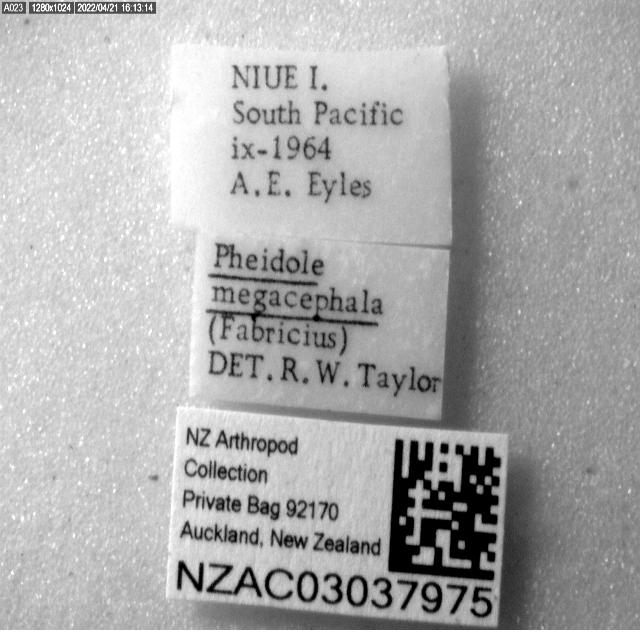 A023 1280x1024 2022/04/21 16:13:14
NIUE I.
South Pacific
ix-1964
A.E. Eyles
Pheidole
megacephala
(Fabricius)
DET. R. W. Taylor
NZ Arthropod
Collection
Private Bag 92170
Auckland, New Zealand
NZAC03037975